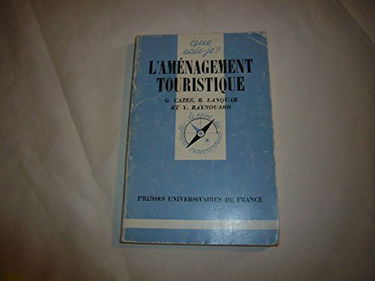 que
sais-je?
L'AMÉNAGEMENT
TOURISTIQUE
G. CAZES, R. LANQUAR
ET Y. RAYNOUARD
PRESSES UNIVERSITAIRES DE FRANCE